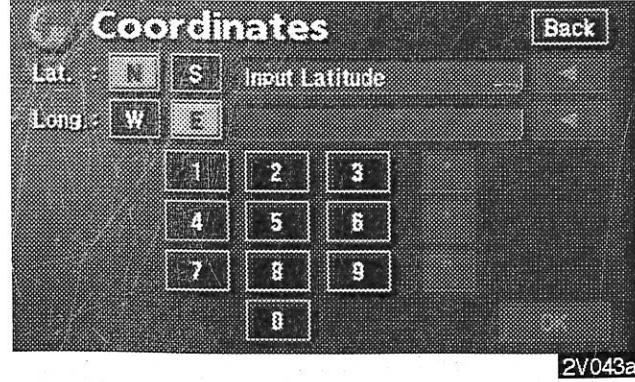 Coordinates Back
Lat. : N S Input Latitude
Long. : W E
1 2 3
4 5 6
7 8 9
0
OK
2V043a